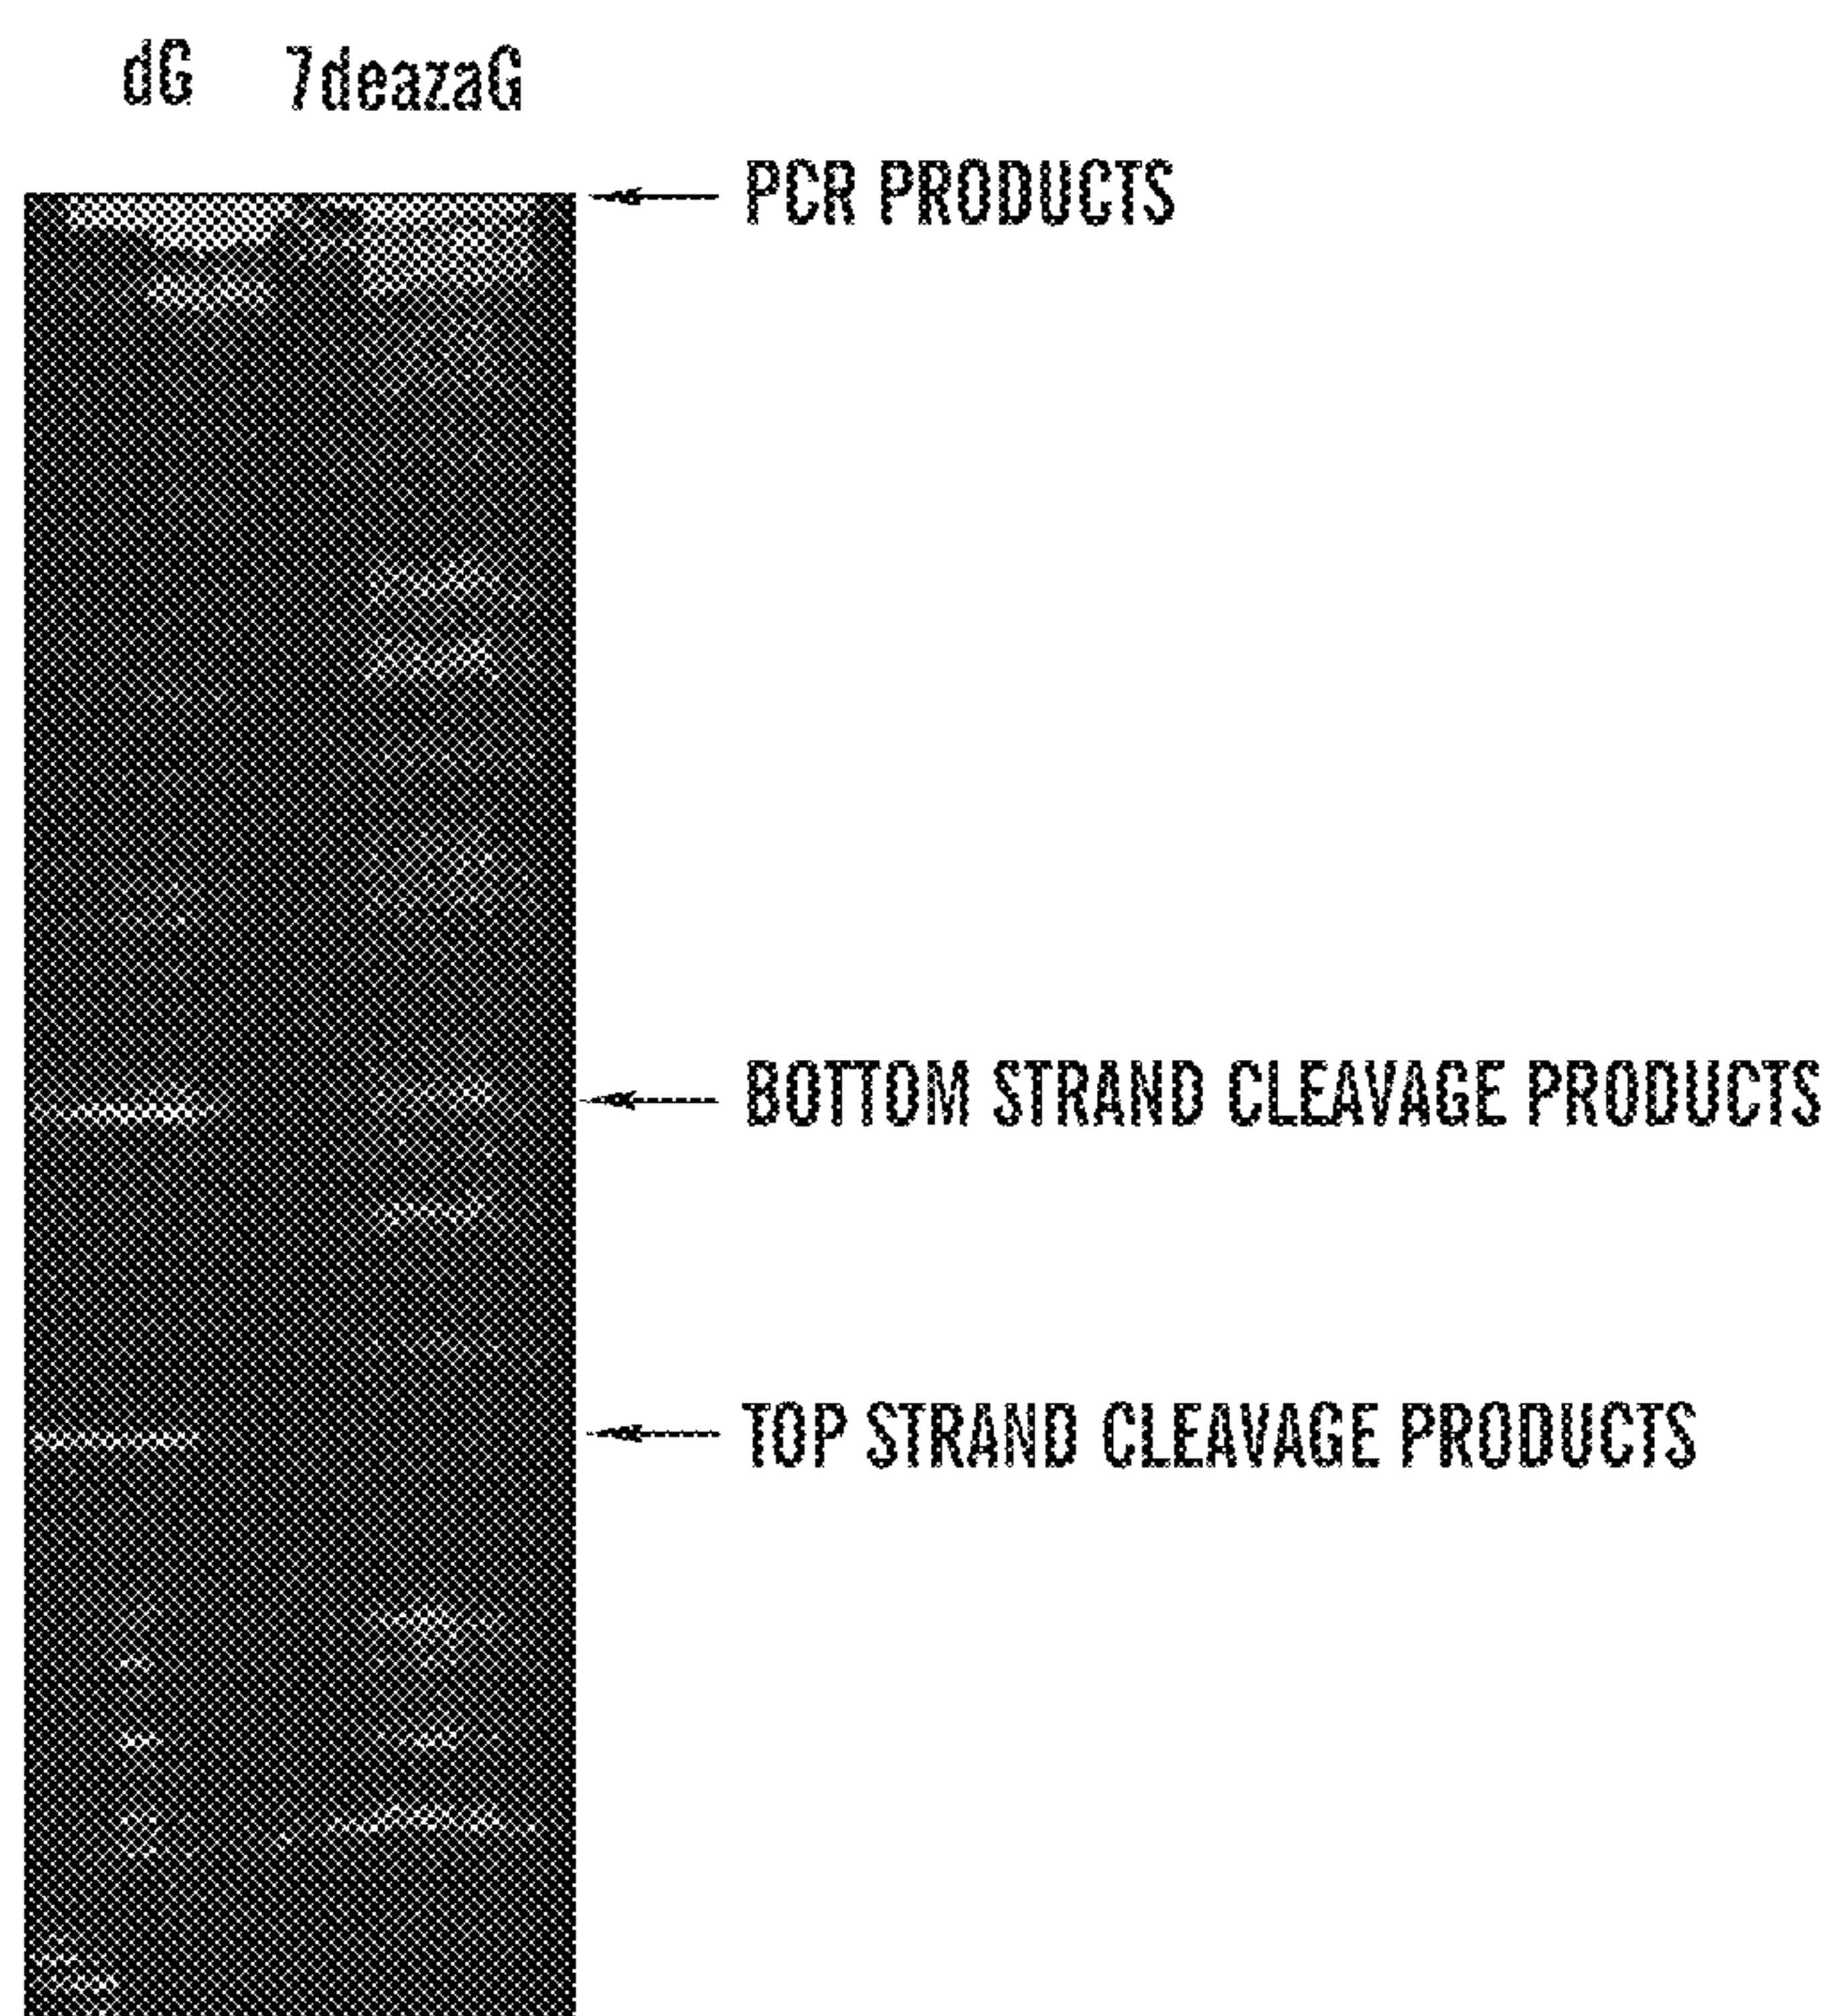 dG 7deazaG
PCR PRODUCTS
BOTTOM STRAND CLEAVAGE PRODUCTS
TOP STRAND CLEAVAGE PRODUCTS